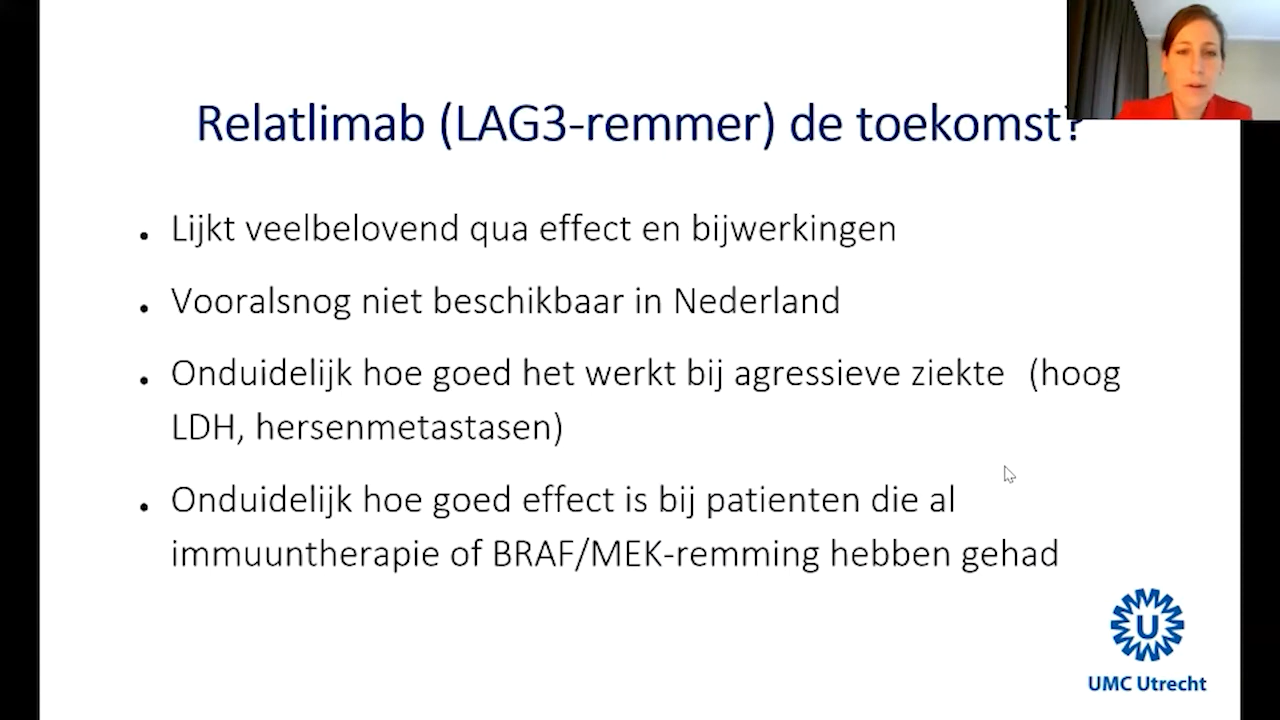 Relatlimab (LAG3-remmer) de toekomst?
• Lijkt veelbelovend qua effect en bijwerkingen
• Vooralsnog niet beschikbaar in Nederland
• Onduidelijk hoe goed het werkt bij agressieve ziekte (hoog
LDH, hersenmetastasen)
• Onduidelijk hoe goed effect is bij patienten die al
immuuntherapie of BRAF/MEK-remming hebben gehad
U
UMC Utrecht